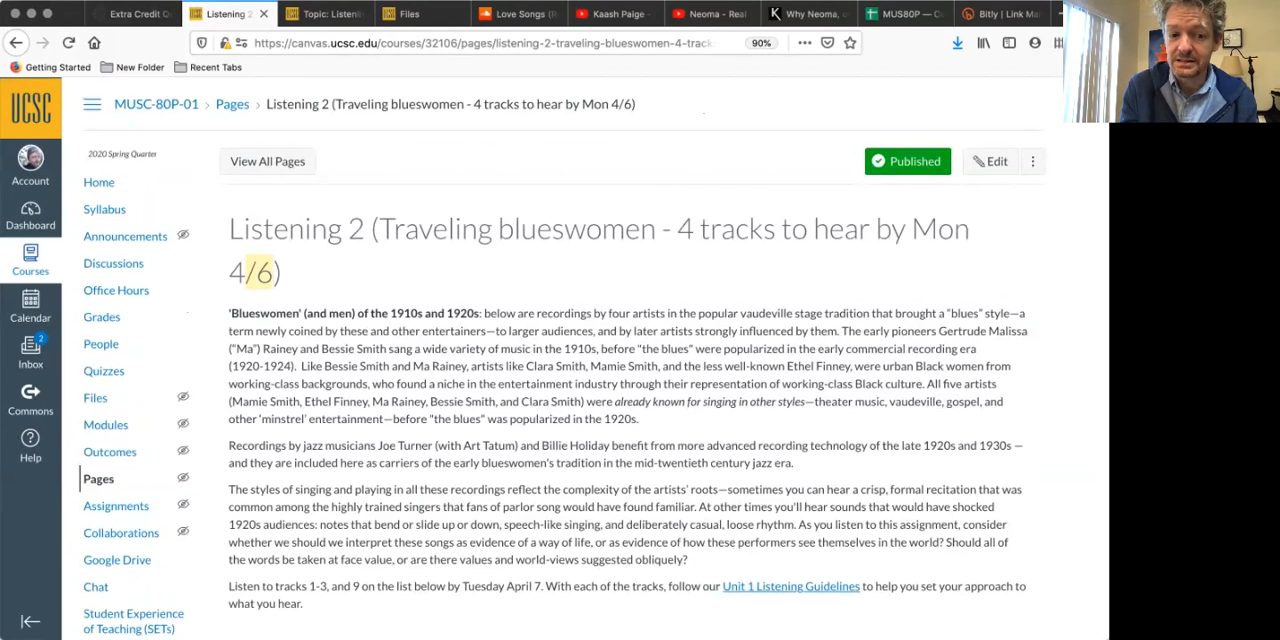 Extra Credit
Listening 2
Topic: Listenin
Files
Love Songs (R
Kaash Paige -
Neoma - Real
Why Neoma, o
MUS80P — C
Bitly | Link Ma
https://canvas.ucsc.edu/courses/32106/pages/listening-2-traveling-blueswomen-4-track:
90%
Getting Started
New Folder
Recent Tabs
UCSC
MUSC-80P-01 › Pages › Listening 2 (Traveling blueswomen - 4 tracks to hear by Mon 4/6)
Account
Dashboard
Courses
Calendar
2
Inbox
Commons
Help
2020 Spring Quarter
Home
Syllabus
Announcements
Discussions
Office Hours
Grades
People
Quizzes
Files
Modules
Outcomes
Pages
Assignments
Collaborations
Google Drive
Chat
Student Experience
of Teaching (SETs)
View All Pages
Published
Edit
Listening 2 (Traveling blueswomen - 4 tracks to hear by Mon
4/6)
'Blueswomen' (and men) of the 1910s and 1920s: below are recordings by four artists in the popular vaudeville stage tradition that brought a "blues" style—a
term newly coined by these and other entertainers—to larger audiences, and by later artists strongly influenced by them. The early pioneers Gertrude Malissa
("Ma") Rainey and Bessie Smith sang a wide variety of music in the 1910s, before "the blues" were popularized in the early commercial recording era
(1920-1924). Like Bessie Smith and Ma Rainey, artists like Clara Smith, Mamie Smith, and the less well-known Ethel Finney, were urban Black women from
working-class backgrounds, who found a niche in the entertainment industry through their representation of working-class Black culture. All five artists
(Mamie Smith, Ethel Finney, Ma Rainey, Bessie Smith, and Clara Smith) were already known for singing in other styles—theater music, vaudeville, gospel, and
other 'minstrel' entertainment—before "the blues" was popularized in the 1920s.
Recordings by jazz musicians Joe Turner (with Art Tatum) and Billie Holiday benefit from more advanced recording technology of the late 1920s and 1930s —
and they are included here as carriers of the early blueswomen's tradition in the mid-twentieth century jazz era.
The styles of singing and playing in all these recordings reflect the complexity of the artists' roots—sometimes you can hear a crisp, formal recitation that was
common among the highly trained singers that fans of parlor song would have found familiar. At other times you'll hear sounds that would have shocked
1920s audiences: notes that bend or slide up or down, speech-like singing, and deliberately casual, loose rhythm. As you listen to this assignment, consider
whether we should we interpret these songs as evidence of a way of life, or as evidence of how these performers see themselves in the world? Should all of
the words be taken at face value, or are there values and world-views suggested obliquely?
Listen to tracks 1-3, and 9 on the list below by Tuesday April 7. With each of the tracks, follow our Unit 1 Listening Guidelines to help you set your approach to
what you hear.